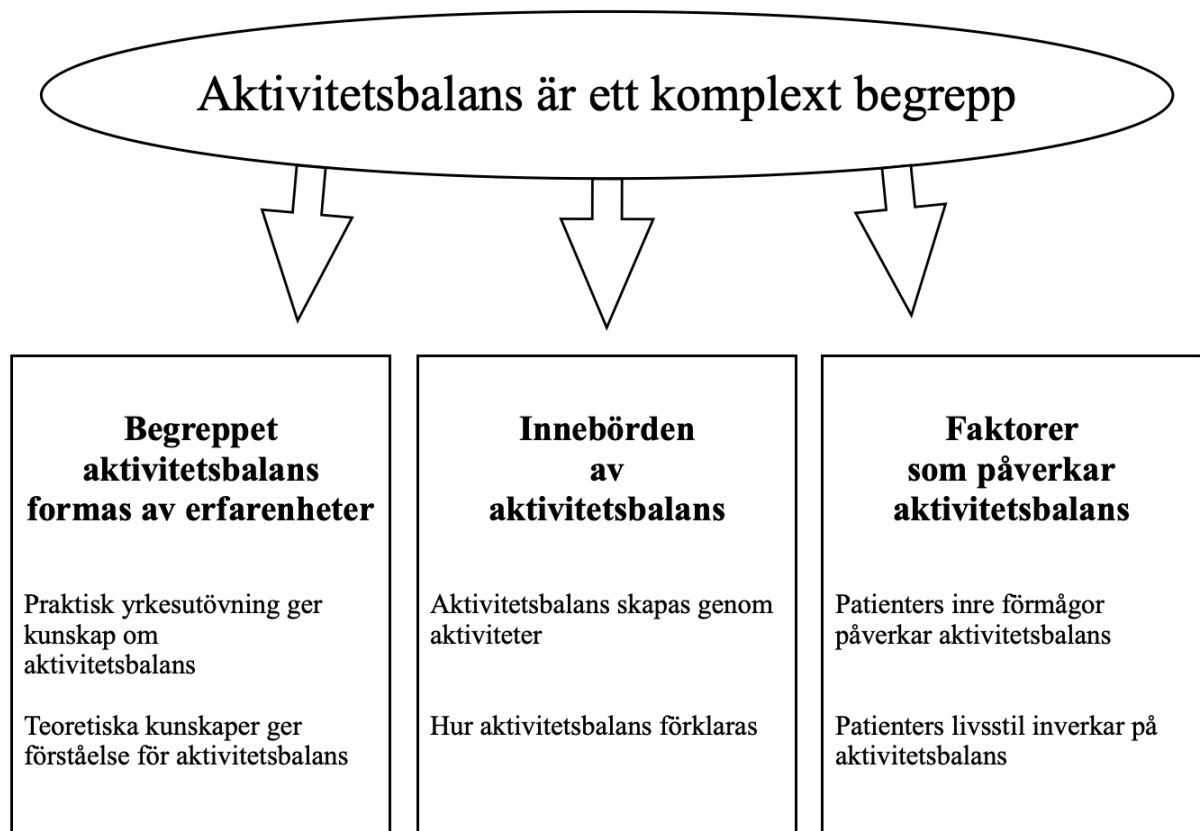 Aktivitetsbalans är ett komplext begrepp
Begreppet
aktivitetsbalans
formas av erfarenheter
Praktisk yrkesutövning ger
kunskap om
aktivitetsbalans
Teoretiska kunskaper ger
förståelse för aktivitetsbalans
Innebörden
av
aktivitetsbalans
Aktivitetsbalans skapas genom
aktiviteter
Hur aktivitetsbalans förklaras
Faktorer
som påverkar
aktivitetsbalans
Patienters inre förmågor
påverkar aktivitetsbalans
Patienters livsstil inverkar på
aktivitetsbalans